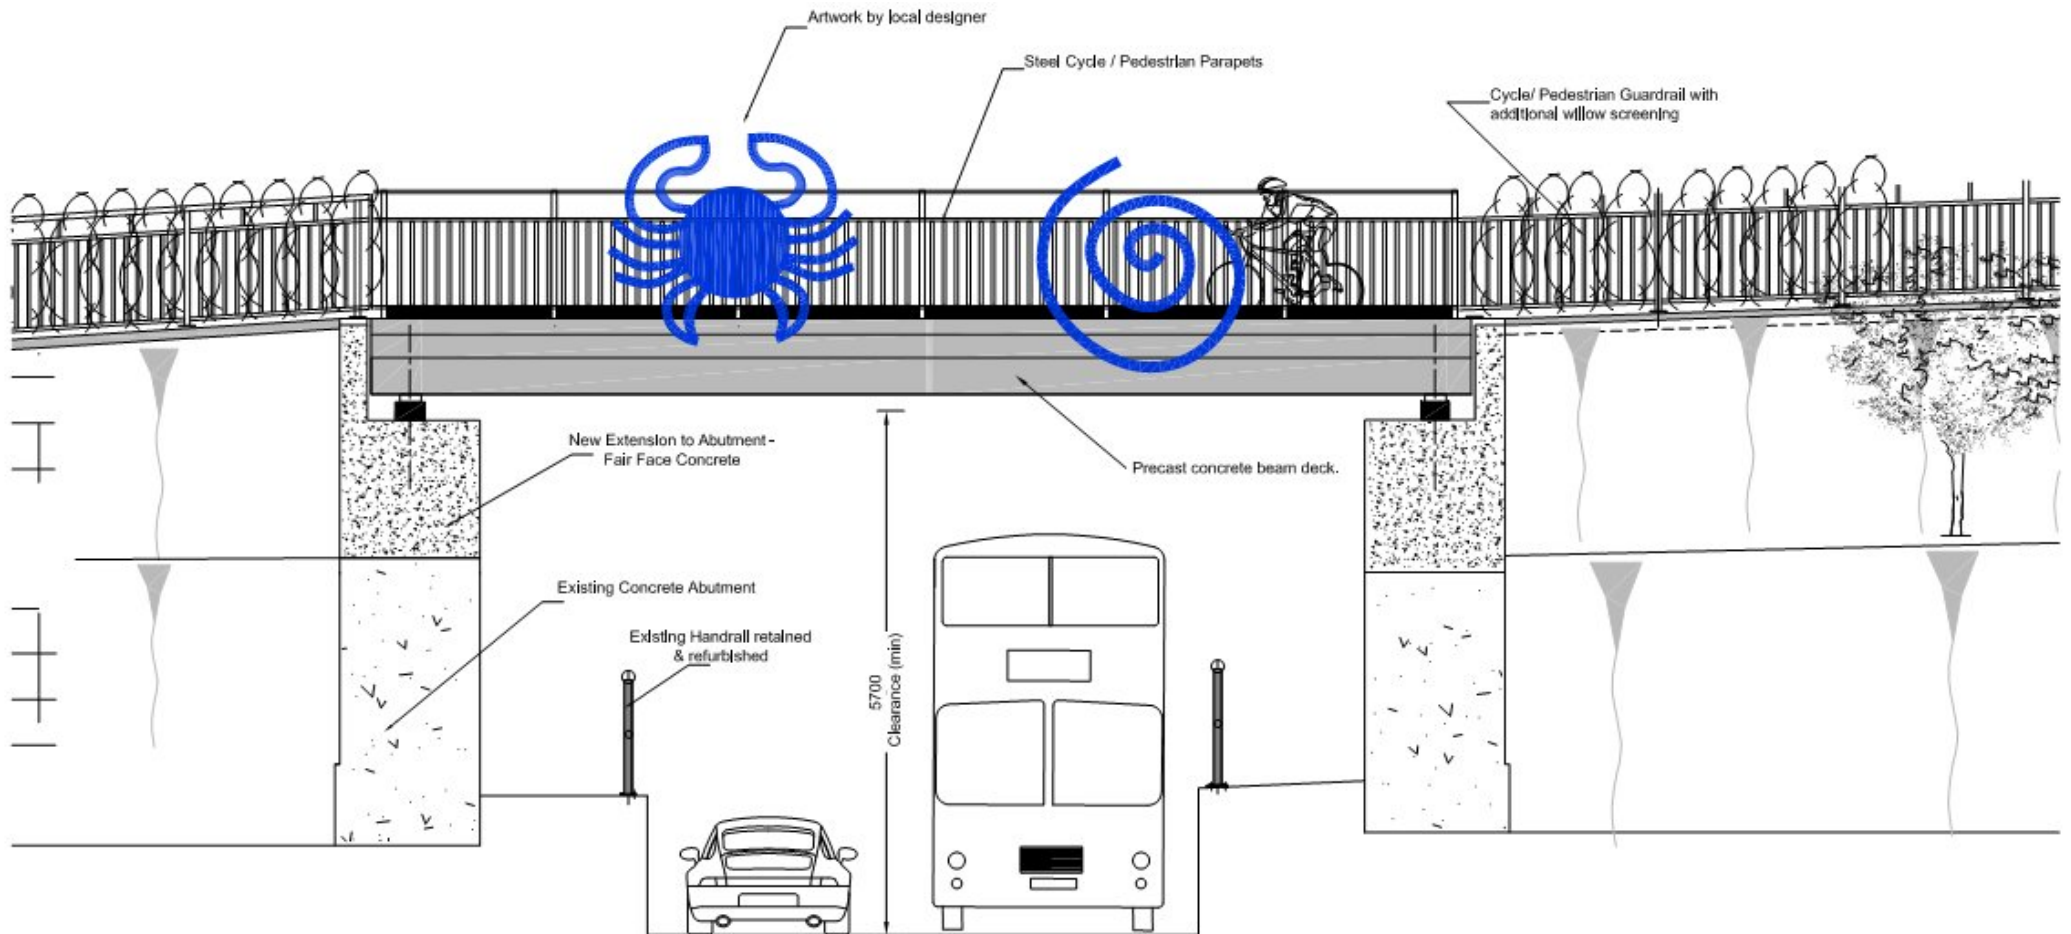 Artwork by local designer
Steel Cycle / Pedestrian Parapets
Cycle/ Pedestrian Guardrail with
additional willow screening
New Extension to Abutment -
Fair Face Concrete
Precast concrete beam deck.
Existing Concrete Abutment
Existing Handrail retained
& refurbished
5700
Clearance (min)